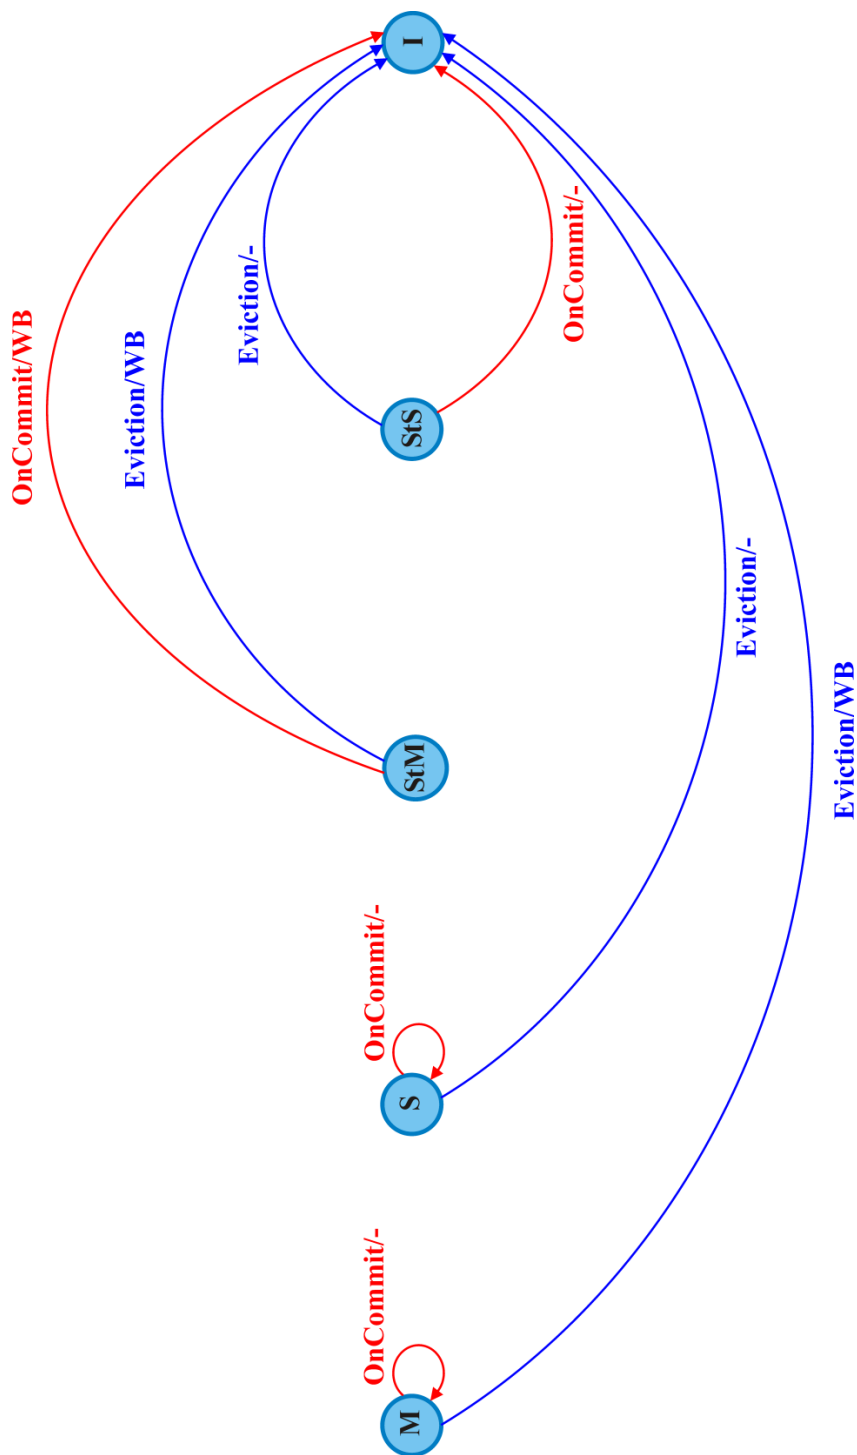 OnCommit/WB
Eviction/WB
Eviction/-
M
OnCommit/-
S
OnCommit/-
StM
StS
I
OnCommit/-
Eviction/-
Eviction/WB